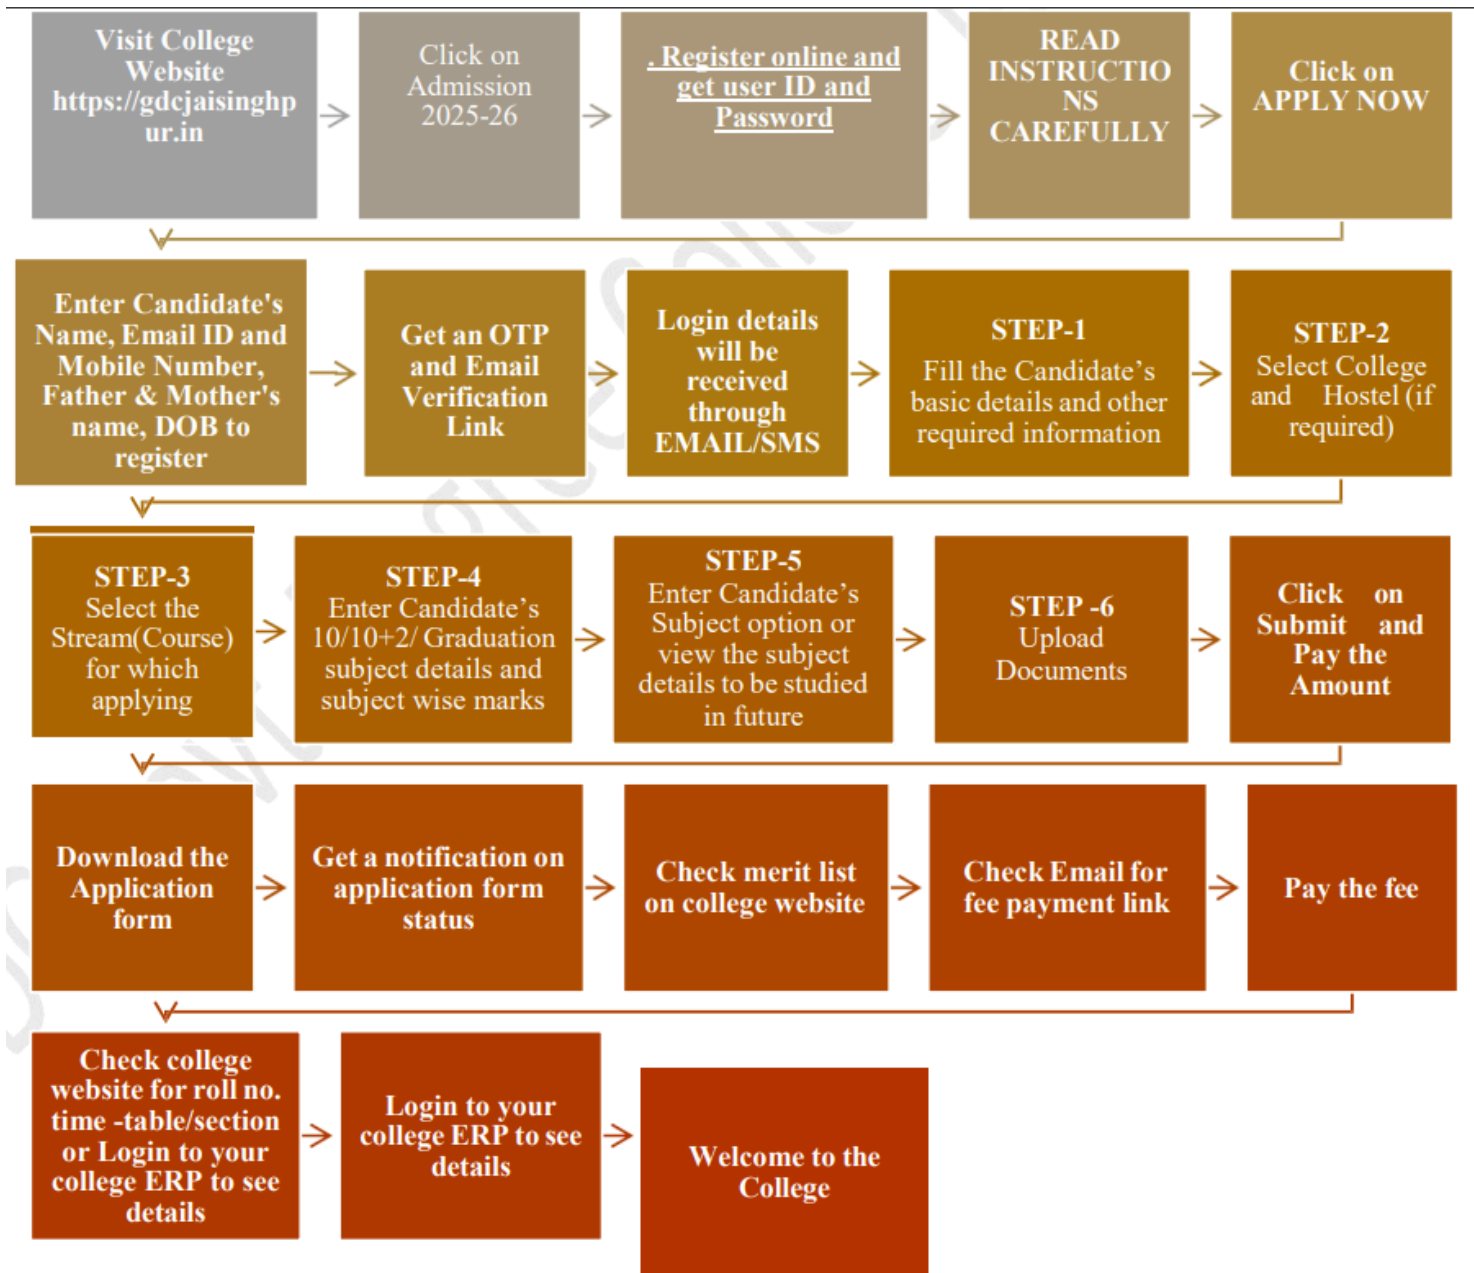 Visit College
Website
https://gdcjaisinghp
ur.in
Click on
Admission
2025-26
. Register online and
get user ID and
Password
READ
INSTRUCTIO
NS
CAREFULLY
Click on
APPLY NOW
Enter Candidate's
Name, Email ID and
Mobile Number,
Father & Mother's
name, DOB to
register
Get an OTP
and Email
Verification
Link
Login details
will be
received
through
EMAIL/SMS
STEP-1
Fill the Candidate’s
basic details and other
required information
STEP-2
Select College
and Hostel (if
required)
STEP-3
Select the
Stream(Course)
for which
applying
STEP-4
Enter Candidate’s
10/10+2/ Graduation
subject details and
subject wise marks
STEP-5
Enter Candidate’s
Subject option or
view the subject
details to be studied
in future
STEP -6
Upload
Documents
Click on
Submit and
Pay the
Amount
Download the
Application
form
Get a notification on
application form
status
Check merit list
on college website
Check Email for
fee payment link
Pay the fee
Check college
website for roll no.
time -table/section
or Login to your
college ERP to see
details
Login to your
college ERP to see
details
Welcome to the
College